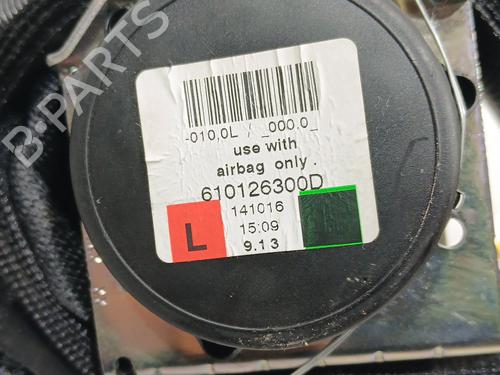 B-PARTS
-010,0L / _000.0_
use with
airbag only .
610126300D
141016
15:09
9.13
L